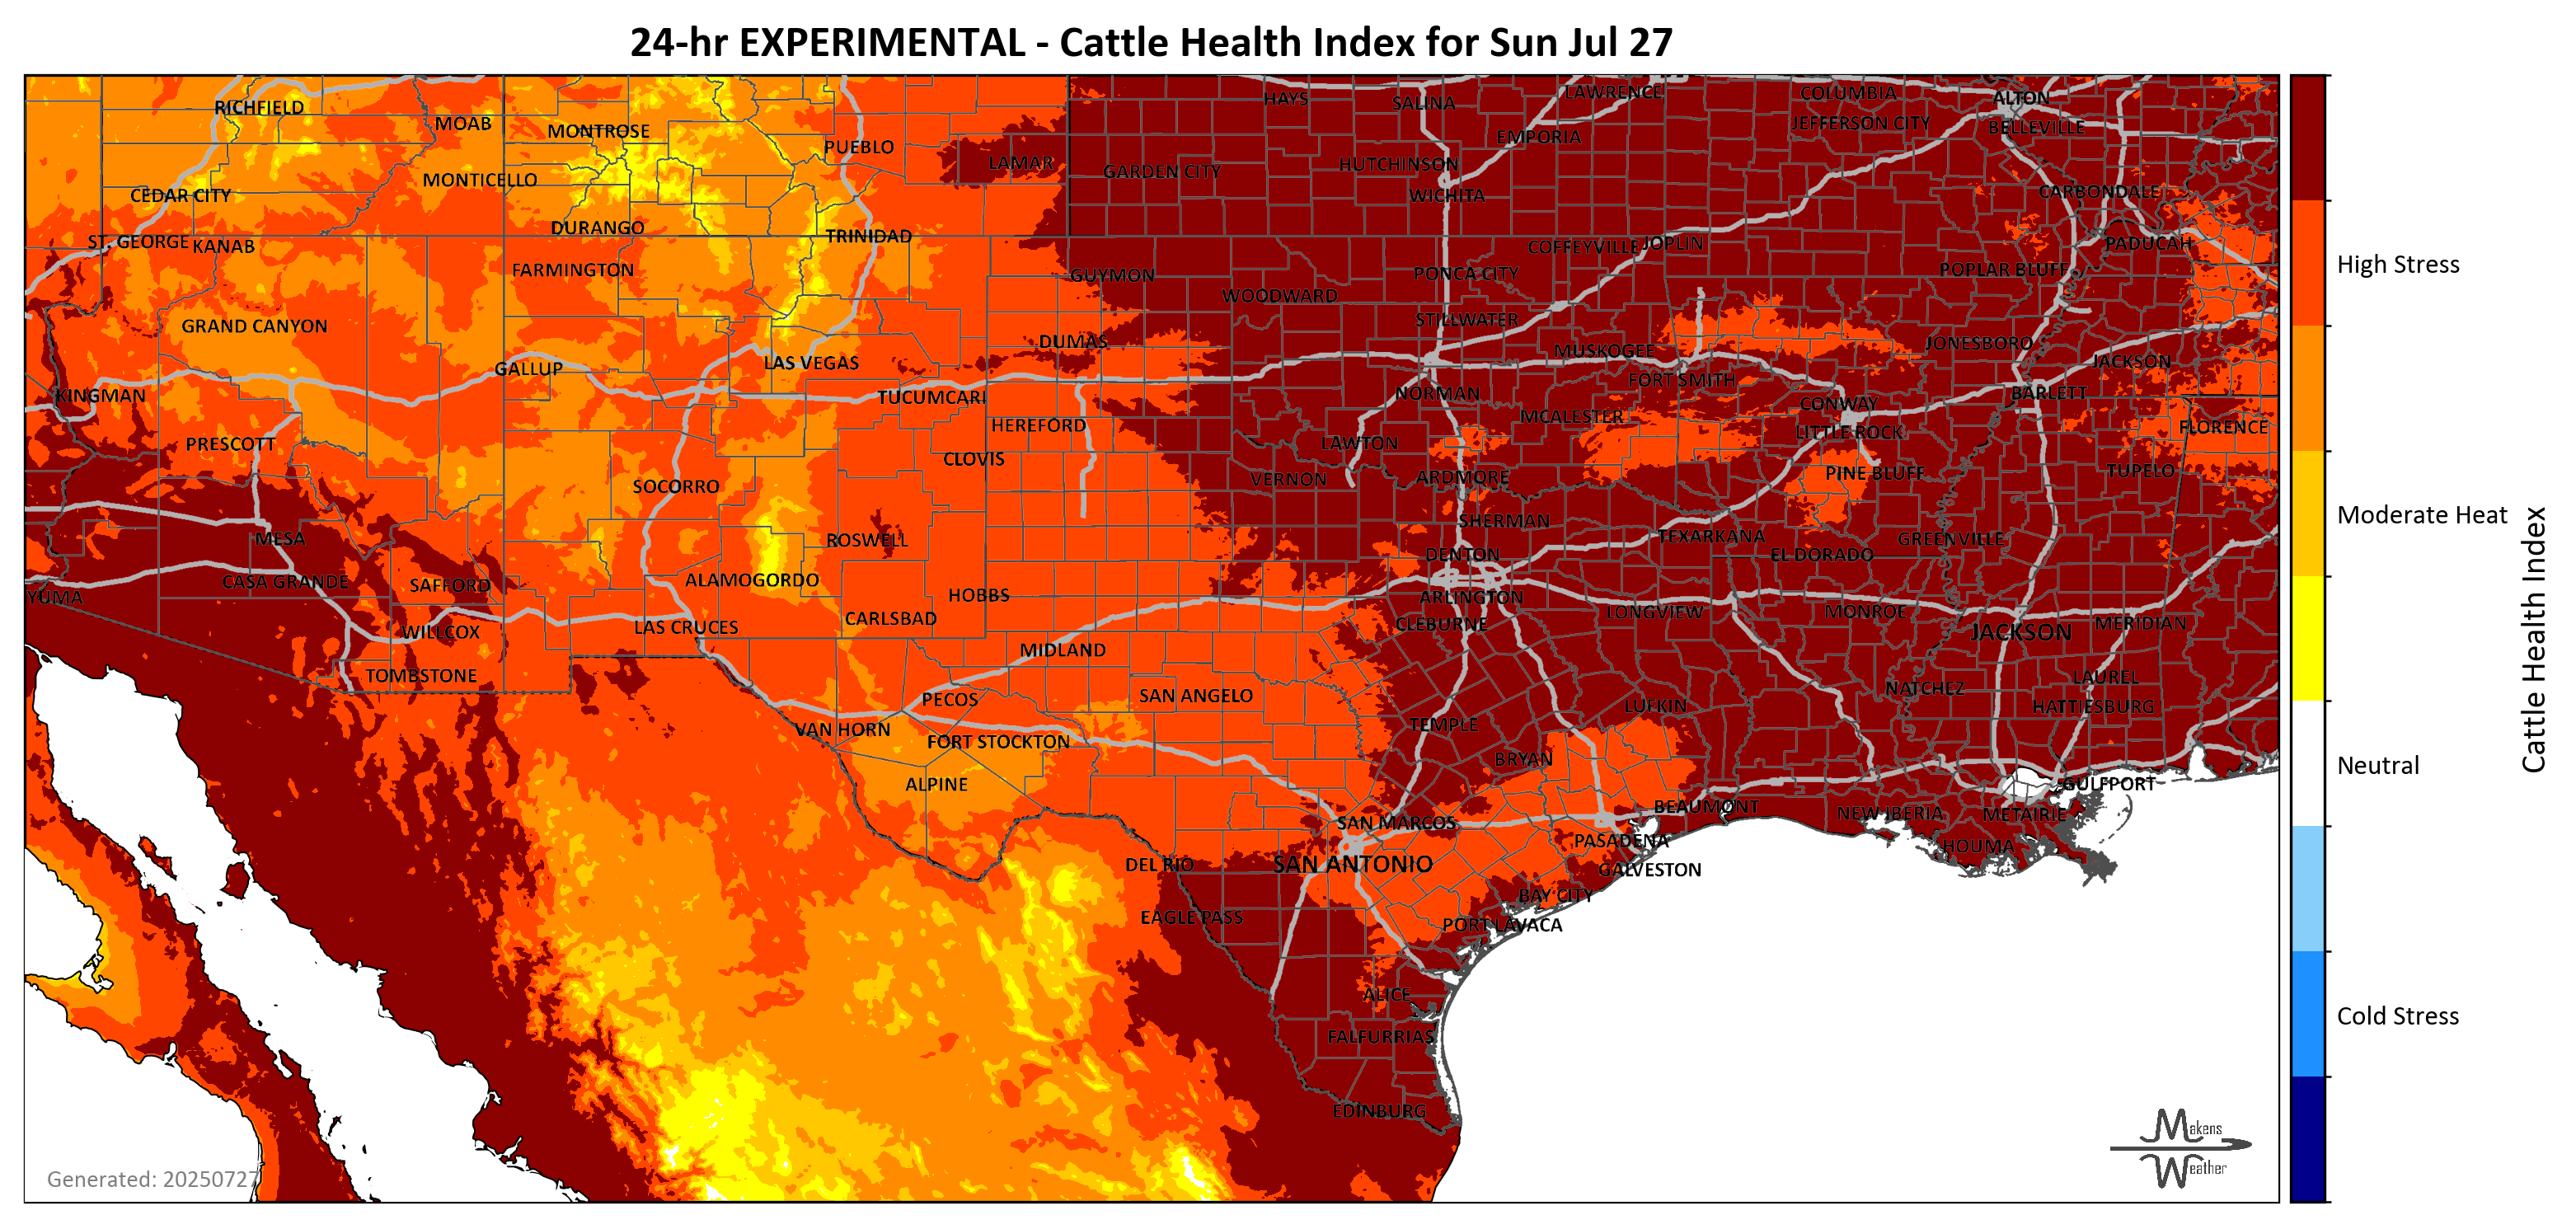 24-hr EXPERIMENTAL - Cattle Health Index for Sun Jul 27
RICHFIELD
MOAB
MONTROSE
PUEBLO
LAMAR
HAYS
SALINA
LAWRENCE
COLUMBIA
ALTON
EMPORIA
JEFFERSON CITY
BELLEVILLE
GARDEN CITY
HUTCHINSON
WICHITA
CARBONDALE
CEDAR CITY
MONTICELLO
DURANGO
TRINIDAD
ST. GEORGE
KANAB
COFFEYVILLE
JOPLIN
PADUCAH
FARMINGTON
GUYMON
PONCA CITY
POPLAR BLUFF
WOODWARD
GRAND CANYON
STILLWATER
DUMAS
MUSKOGEE
JONESBORO
GALLUP
LAS VEGAS
JACKSON
FORT SMITH
KINGMAN
TUCUMCARI
NORMAN
BARLETT
CONWAY
MCALESTER
HEREFORD
FLORENCE
PRESCOTT
LAWTON
LITTLE ROCK
CLOVIS
PINE BLUFF
TUPELO
SOCORRO
VERNON
ARDMORE
SHERMAN
MESA
ROSWELL
TEXARKANA
GREENVILLE
DENTON
EL DORADO
CASA GRANDE
SAFFORD
ALAMOGORDO
YUMA
HOBBS
ARLINGTON
LONGVIEW
MONROE
CARLSBAD
CLEBURNE
MERIDIAN
WILLCOX
LAS CRUCES
JACKSON
MIDLAND
TOMBSTONE
LAUREL
PECOS
SAN ANGELO
NATCHEZ
LUFKIN
HATTIESBURG
VAN HORN
TEMPLE
FORT STOCKTON
BRYAN
ALPINE
GULFPORT
BEAUMONT
NEW IBERIA
METAIRIE
SAN MARCOS
PASADENA
HOUMA
DEL RIO
SAN ANTONIO
GALVESTON
BAY CITY
EAGLE PASS
PORT LAVACA
ALICE
FALFURRIAS
EDINBURG
High Stress
Moderate Heat
Neutral
Cold Stress
Cattle Health Index
Generated: 20250727
Makens
Weather